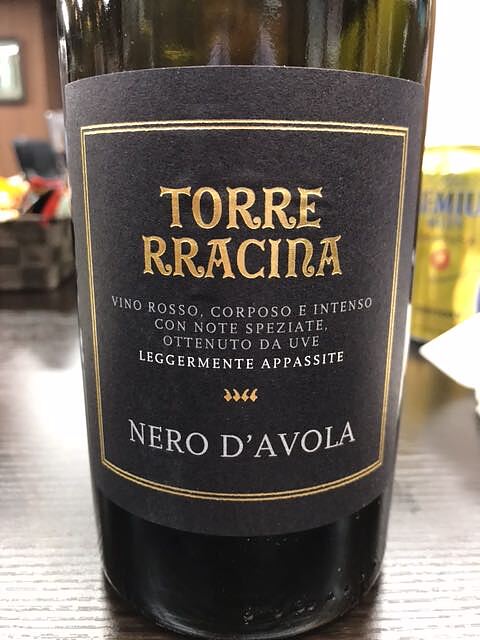 TORRE
RRACINA
VINO ROSSO, CORPOSO E INTENSO
CON NOTE SPEZIATE,
OTTENUTO DA UVE
LEGGERMENTE APPASSITE
NERO D'AVOLA